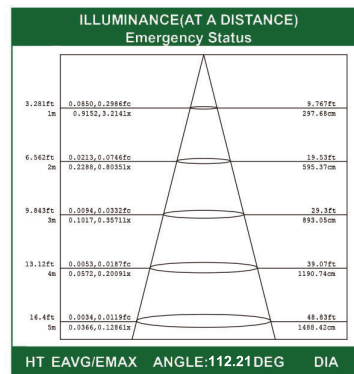 ILLUMINANCE(AT A DISTANCE)
Emergency Status
3.281ft 0.0850,0.2986fc 9.767ft
1m 0.9152,3.2141x 297.68cm
6.562ft 0.0213,0.0746fc 19.53ft
2m 0.2288,0.80351x 595.37cm
9.843ft 0.0094,0.0332fc 29.3ft
3m 0.1017,0.35711x 893.05cm
13.12ft 0.0053,0.0187fc 39.07ft
4m 0.0572,0.20091x 1190.74cm
16.4ft 0.0034,0.0119fc 48.83ft
5m 0.0366,0.12861x 1488.42cm
HT EAVG/EMAX ANGLE:112.21DEG DIA